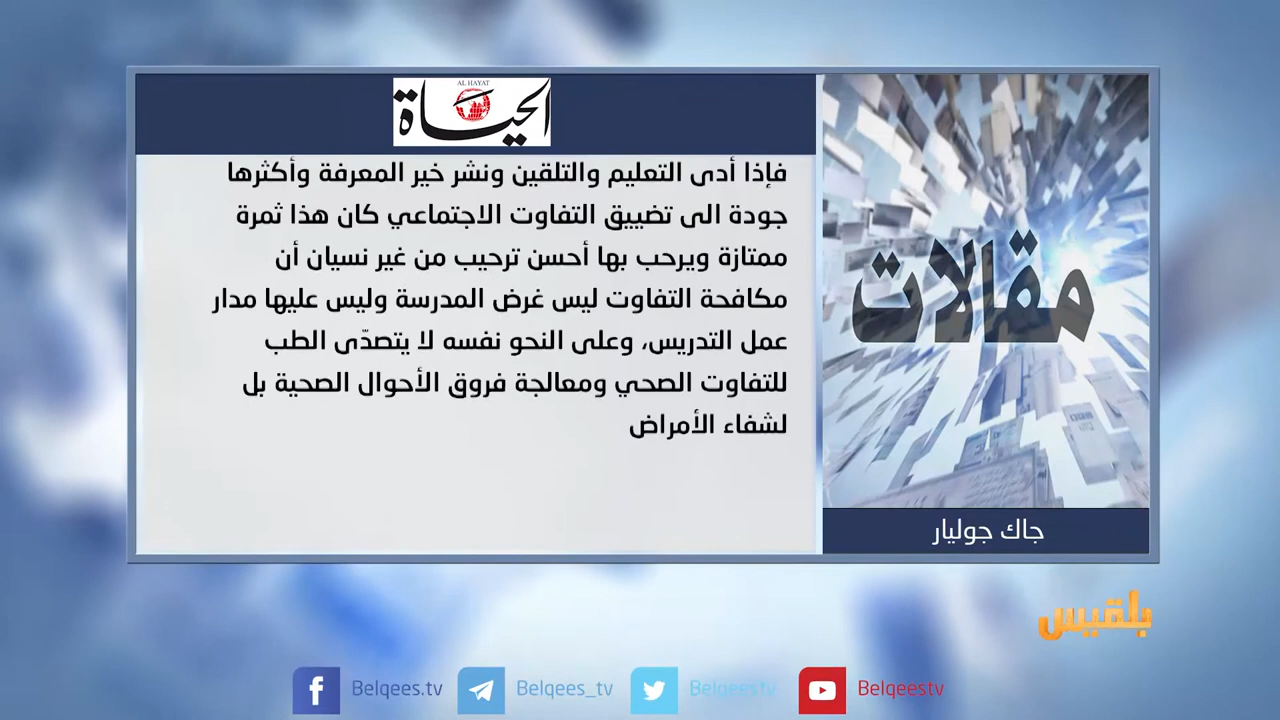 AL HAYAT
الحياة
فإذا أدى التعليم والتلقين ونشر خير المعرفة وأكثرها
جودة الى تضييق التفاوت الاجتماعي كان هذا ثمرة
ممتازة ويرحب بها أحسن ترحيب من غير نسيان أن
مكافحة التفاوت ليس غرض المدرسة وليس عليها مدار
عمل التدريس، وعلى النحو نفسه لا يتصدّى الطب
للتفاوت الصحي ومعالجة فروق الأحوال الصحية بل
لشفاء الأمراض
مقالات
جاك جوليار
بلقيس
Belqees.tv
Belqees_tv
Belqeestv
Belqeestv